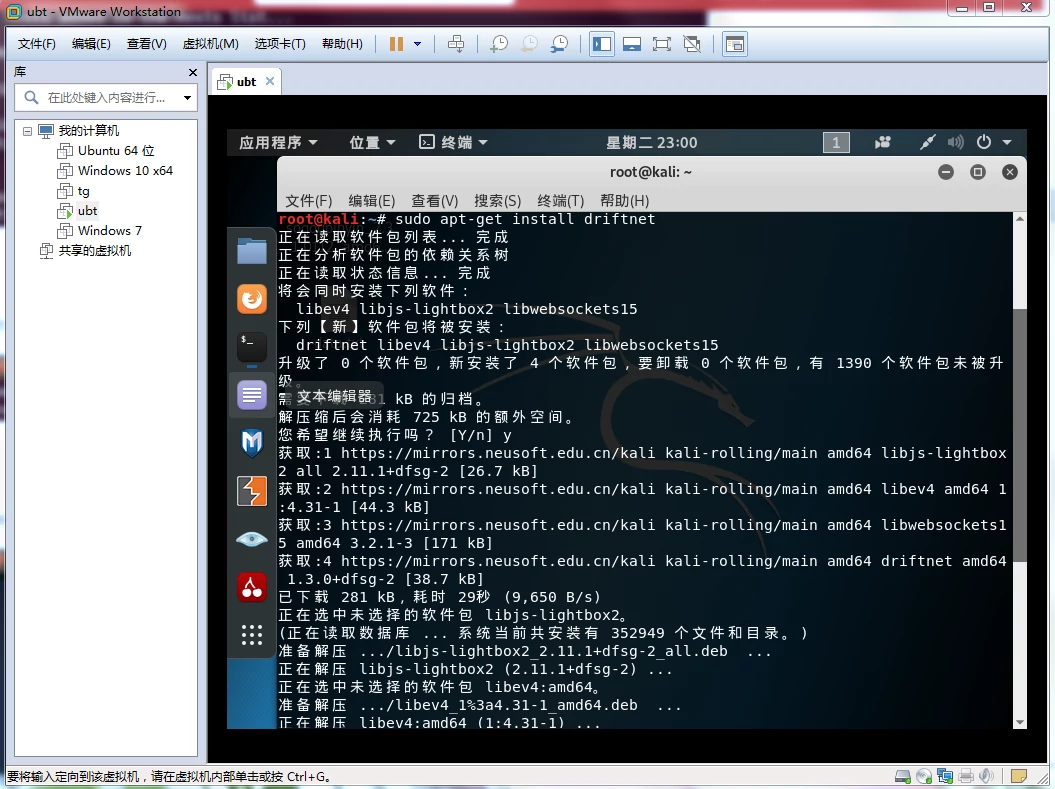 ubt - VMware Workstation
文件(F) 编辑(E) 查看(V) 虚拟机(M) 选项卡(T) 帮助(H)
库
在此处键入内容进行...
我的计算机
Ubuntu 64 位
Windows 10 x64
tg
ubt
Windows 7
共享的虚拟机
ubt
应用程序 位置 终端 星期二 23:00 1
root@kali: ~
文件(F) 编辑(E) 查看(V) 搜索(S) 终端(T) 帮助(H)
root@kali:~# sudo apt-get install driftnet
正在读取软件包列表... 完成
正在分析软件包的依赖关系树
正在读取状态信息... 完成
将会同时安装下列软件：
libev4 libjs-lightbox2 libwebsockets15
下列【新】软件包将被安装：
driftnet libev4 libjs-lightbox2 libwebsockets15
升级了 0 个软件包，新安装了 4 个软件包，要卸载 0 个软件包，有 1390 个软件包未被升
级。
需 文本编辑器 81 kB 的归档。
解压缩后会消耗 725 kB 的额外空间。
您希望继续执行吗？ [Y/n] y
获取:1 https://mirrors.neusoft.edu.cn/kali kali-rolling/main amd64 libjs-lightbox
2 all 2.11.1+dfsg-2 [26.7 kB]
获取:2 https://mirrors.neusoft.edu.cn/kali kali-rolling/main amd64 libev4 amd64 1
:4.31-1 [44.3 kB]
获取:3 https://mirrors.neusoft.edu.cn/kali kali-rolling/main amd64 libwebsockets1
5 amd64 3.2.1-3 [171 kB]
获取:4 https://mirrors.neusoft.edu.cn/kali kali-rolling/main amd64 driftnet amd64
1.3.0+dfsg-2 [38.7 kB]
已下载 281 kB，耗时 29秒 (9,650 B/s)
正在选中未选择的软件包 libjs-lightbox2。
(正在读取数据库 ... 系统当前共安装有 352949 个文件和目录。)
准备解压 .../libjs-lightbox2_2.11.1+dfsg-2_all.deb ...
正在解压 libjs-lightbox2 (2.11.1+dfsg-2) ...
正在选中未选择的软件包 libev4:amd64。
准备解压 .../libev4_1%3a4.31-1_amd64.deb ...
正在解压 libev4:amd64 (1:4.31-1) ...
要将输入定向到该虚拟机，请在虚拟机内部单击或按 Ctrl+G。